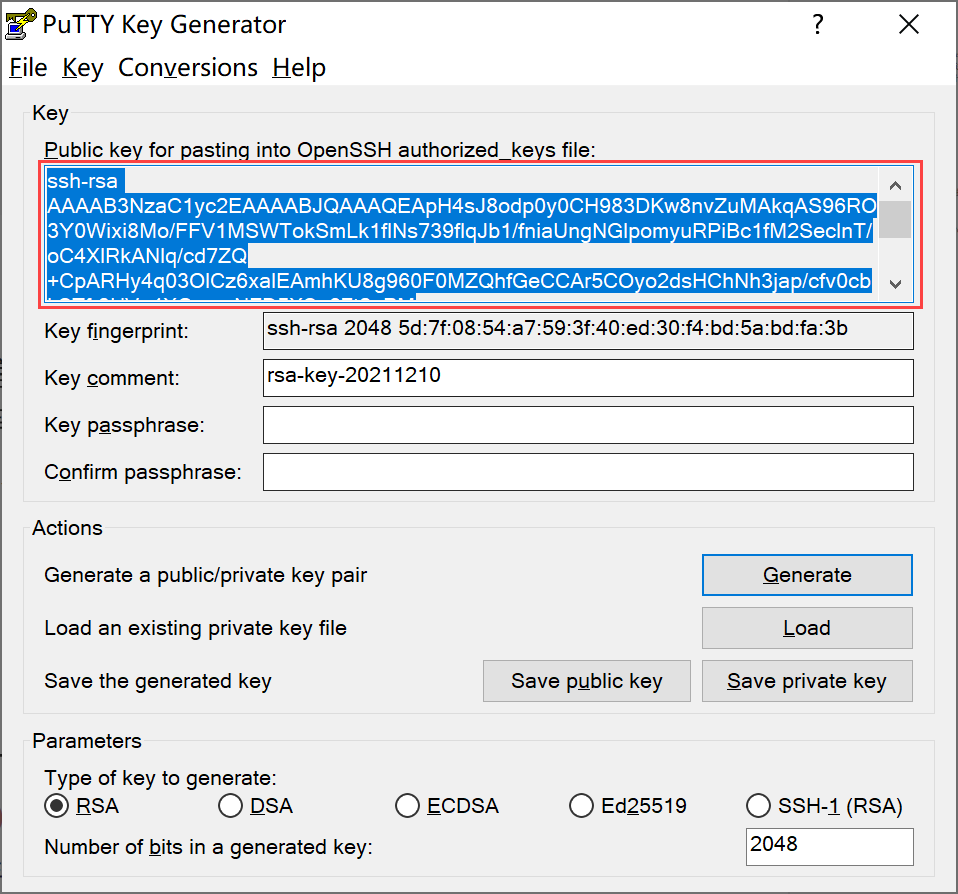 PuTTY Key Generator
?
File Key Conversions Help
Key
Public key for pasting into OpenSSH authorized_keys file:
ssh-rsa
AAAAB3NzaC1yc2EAAAABJQAAAQEApH4sJ8odp0y0CH983DKw8nvZuMAkqAS96RO
3Y0Wixi8Mo/FFV1MSWTokSmLk1flNs739flqJb1/fniaUngNGlpomyuRPiBc1fM2SecInT/
oC4XIRkANlq/cd7ZQ
+CpARHy4q03OlCz6xalEAmhKU8g960F0MZQhfGeCCAr5COyo2dsHChNh3jap/cfv0cb
Key fingerprint:
ssh-rsa 2048 5d:7f:08:54:a7:59:3f:40:ed:30:f4:bd:5a:bd:fa:3b
Key comment:
rsa-key-20211210
Key passphrase:
Confirm passphrase:
Actions
Generate a public/private key pair
Generate
Load an existing private key file
Load
Save the generated key
Save public key
Save private key
Parameters
Type of key to generate:
RSA DSA ECDSA Ed25519 SSH-1 (RSA)
Number of bits in a generated key:
2048